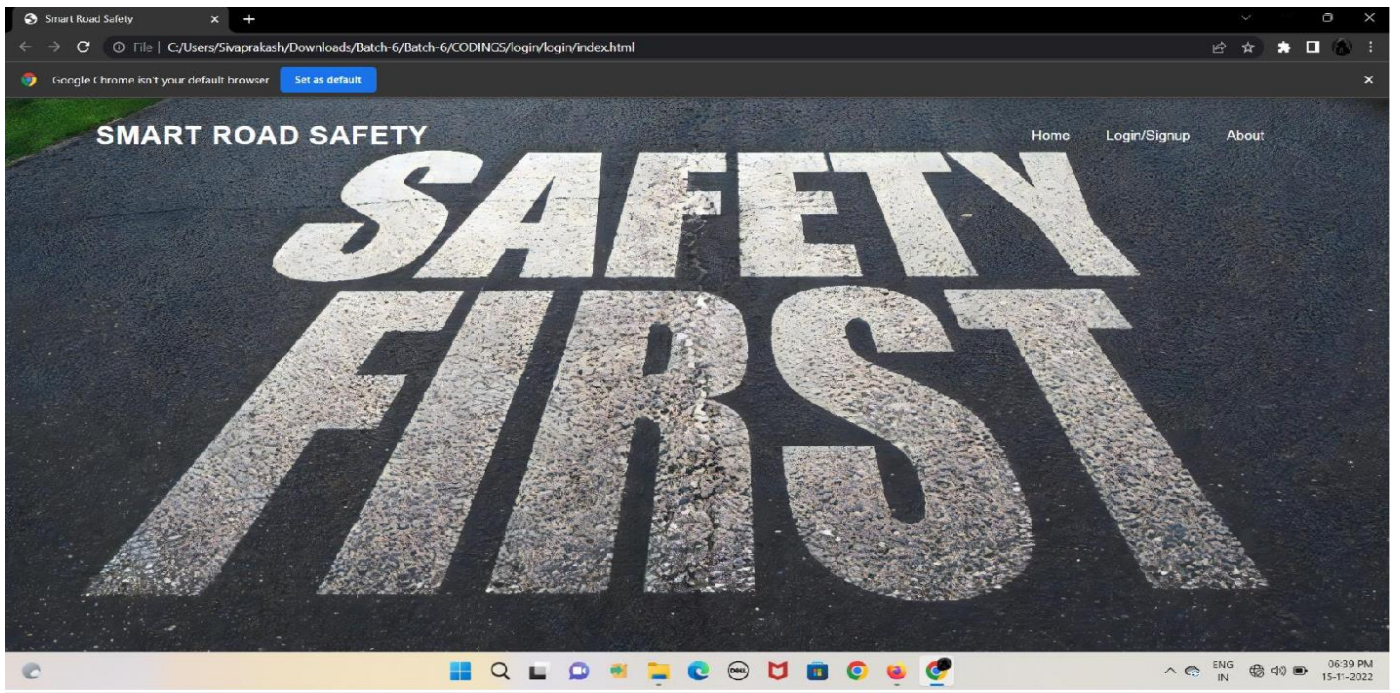 Smart Road Safety
File | C:/Users/Sivaprakash/Downloads/Batch-6/Batch-6/CODINGS/login/login/index.html
Google Chrome isn't your default browser Set as default
SMART ROAD SAFETY Home Login/Signup About
SAFETY
FIRST
DELL
ENG 06:39 PM
IN 15-11-2022